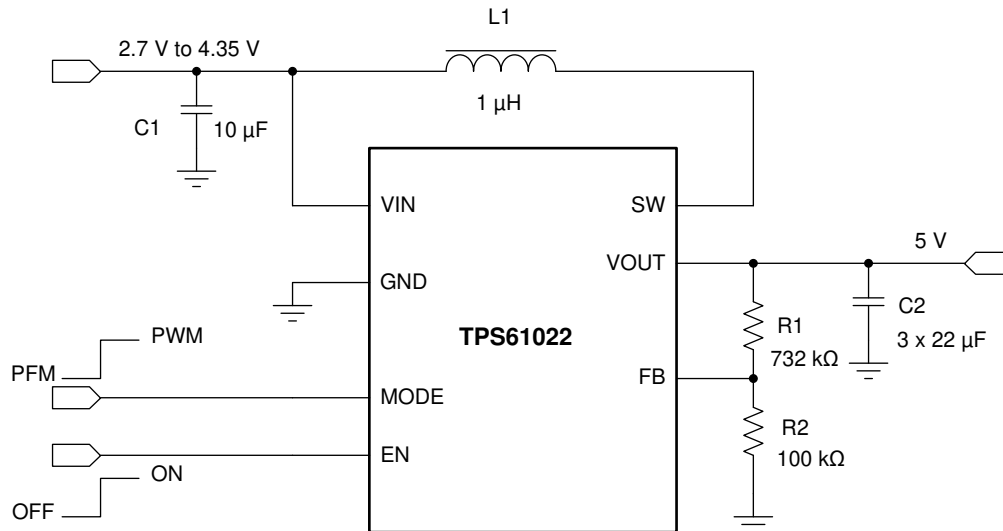 L1
2.7 V to 4.35 V
1 µH
C1
10 µF
VIN
SW
5 V
VOUT
GND
C2
R1
3 x 22 µF
PWM
TPS61022
732 kΩ
PFM
FB
MODE
R2
EN
100 kΩ
ON
OFF